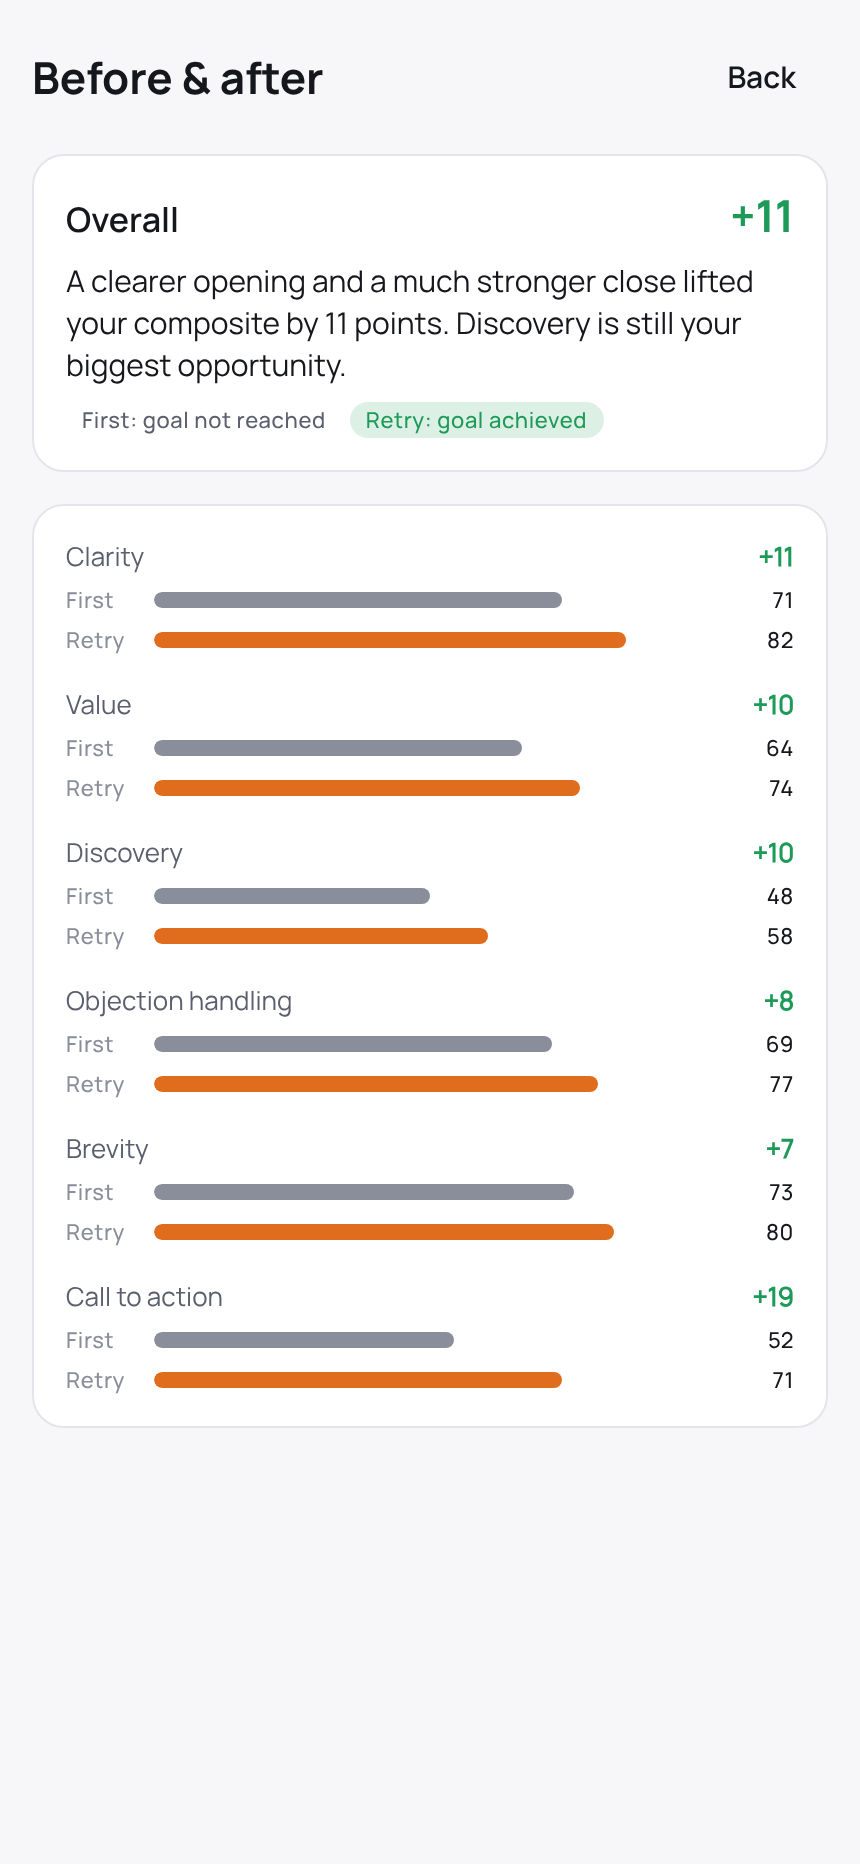 Before & after
Back
Overall
+11
A clearer opening and a much stronger close lifted
your composite by 11 points. Discovery is still your
biggest opportunity.
First: goal not reached
Retry: goal achieved
Clarity
+11
First
71
Retry
82
Value
+10
First
64
Retry
74
Discovery
+10
First
48
Retry
58
Objection handling
+8
First
69
Retry
77
Brevity
+7
First
73
Retry
80
Call to action
+19
First
52
Retry
71